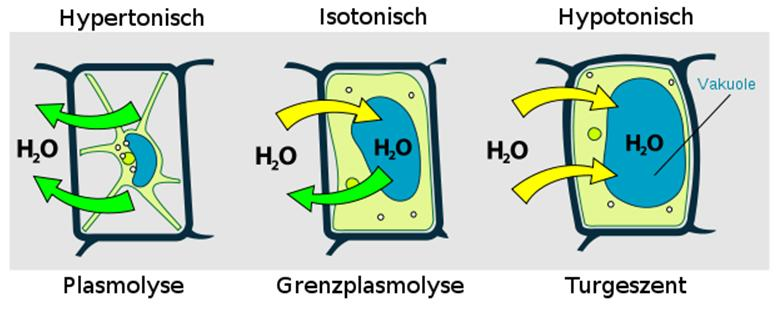 Hypertonisch
Isotonisch
Hypotonisch
Vakuole
H₂O
H₂O
H₂O
H₂O
H₂O
Plasmolyse
Grenzplasmolyse
Turgeszent